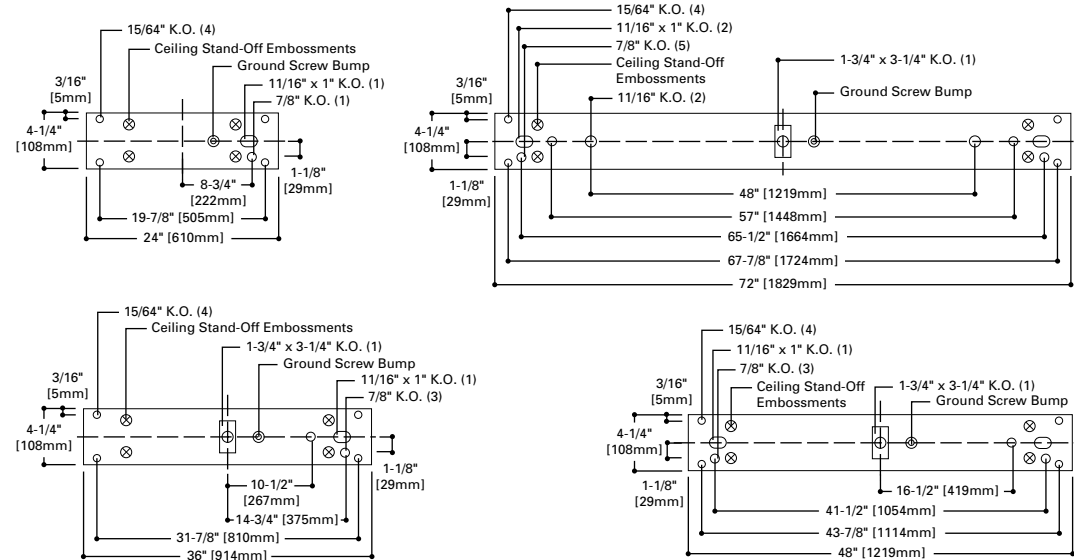 15/64" K.O. (4)
Ceiling Stand-Off Embossments
Ground Screw Bump
11/16" x 1" K.O. (1)
7/8" K.O. (1)
3/16"
[5mm]
4-1/4"
[108mm]
1-1/8"
[29mm]
8-3/4"
[222mm]
19-7/8" [505mm]
24" [610mm]
15/64" K.O. (4)
11/16" x 1" K.O. (2)
7/8" K.O. (5)
Ceiling Stand-Off
Embossments
11/16" K.O. (2)
1-3/4" x 3-1/4" K.O. (1)
Ground Screw Bump
3/16"
[5mm]
4-1/4"
[108mm]
1-1/8"
[29mm]
48" [1219mm]
57" [1448mm]
65-1/2" [1664mm]
67-7/8" [1724mm]
72" [1829mm]
15/64" K.O. (4)
Ceiling Stand-Off Embossments
1-3/4" x 3-1/4" K.O. (1)
Ground Screw Bump
11/16" x 1" K.O. (1)
7/8" K.O. (3)
3/16"
[5mm]
4-1/4"
[108mm]
1-1/8"
[29mm]
10-1/2"
[267mm]
14-3/4" [375mm]
31-7/8" [810mm]
36" [914mm]
15/64" K.O. (4)
11/16" x 1" K.O. (1)
7/8" K.O. (3)
Ceiling Stand-Off
Embossments
1-3/4" x 3-1/4" K.O. (1)
Ground Screw Bump
3/16"
[5mm]
4-1/4"
[108mm]
1-1/8"
[29mm]
16-1/2" [419mm]
41-1/2" [1054mm]
43-7/8" [1114mm]
48" [1219mm]